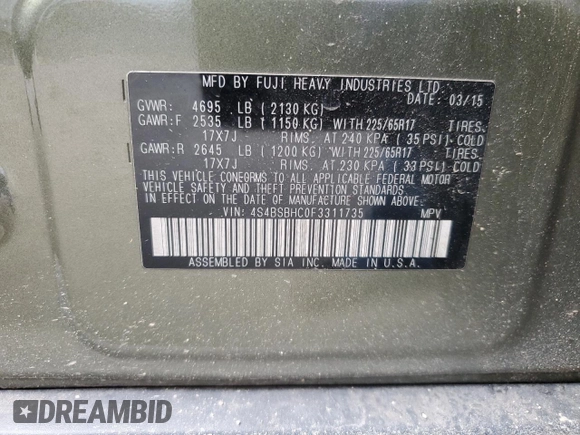 MFD BY FUJI HEAVY INDUSTRIES LTD.
DATE: 03/15
GVWR: 4695 LB ( 2130 KG)
GAWR:F 2535 LB ( 1150 KG) WITH 225/65R17 TIRES.
17X7J RIMS. AT 240 KPA ( 35 PSI) COLD
GAWR:R 2645 LB ( 1200 KG) WITH 225/65R17 TIRES.
17X7J RIMS. AT 230 KPA ( 33 PSI) COLD
THIS VEHICLE CONFORMS TO ALL APPLICABLE FEDERAL MOTOR
VEHICLE SAFETY AND THEFT PREVENTION STANDARDS
IN EFFECT ON THE DATE OF MANUFACTURE SHOWN ABOVE.
VIN: 4S4BSBHC0F3311735 MPV
ASSEMBLED BY SIA INC. MADE IN U.S.A.
DREAMBID